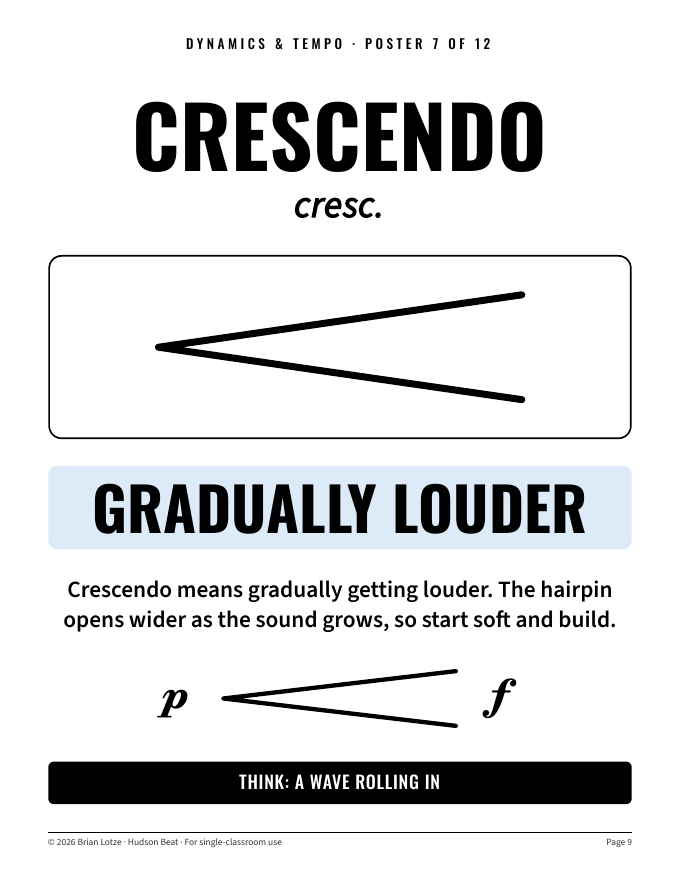 DYNAMICS & TEMPO · POSTER 7 OF 12
CRESCENDO
cresc.
GRADUALLY LOUDER
Crescendo means gradually getting louder. The hairpin
opens wider as the sound grows, so start soft and build.
p f
THINK: A WAVE ROLLING IN
© 2026 Brian Lotze · Hudson Beat · For single-classroom use Page 9